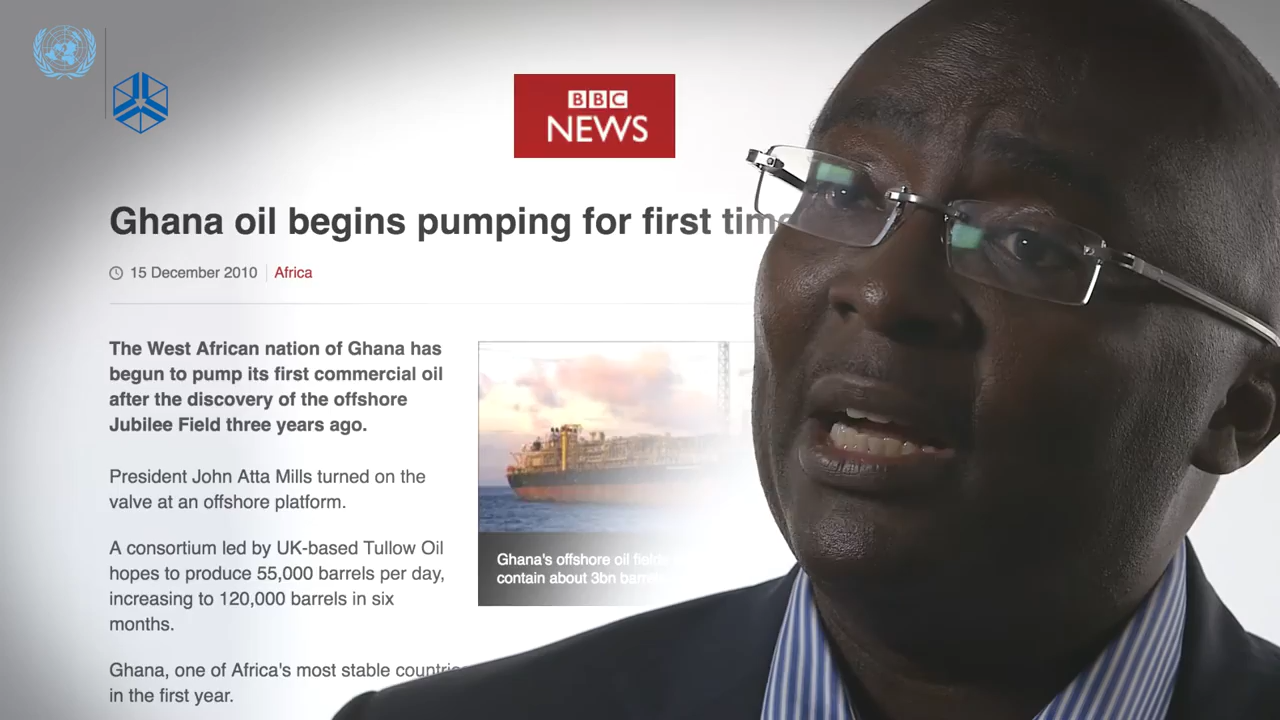 BBC
NEWS
Ghana oil begins pumping for first
15 December 2010
Africa
The West African nation of Ghana has
begun to pump its first commercial oil
after the discovery of the offshore
Jubilee Field three years ago.
President John Atta Mills turned on the
valve at an offshore platform.
A consortium led by UK-based Tullow Oil
hopes to produce 55,000 barrels per day,
increasing to 120,000 barrels in six
months.
Ghana, one of Africa's most stable
in the first year.
Ghana's offshore oil fields
contain about 3bn